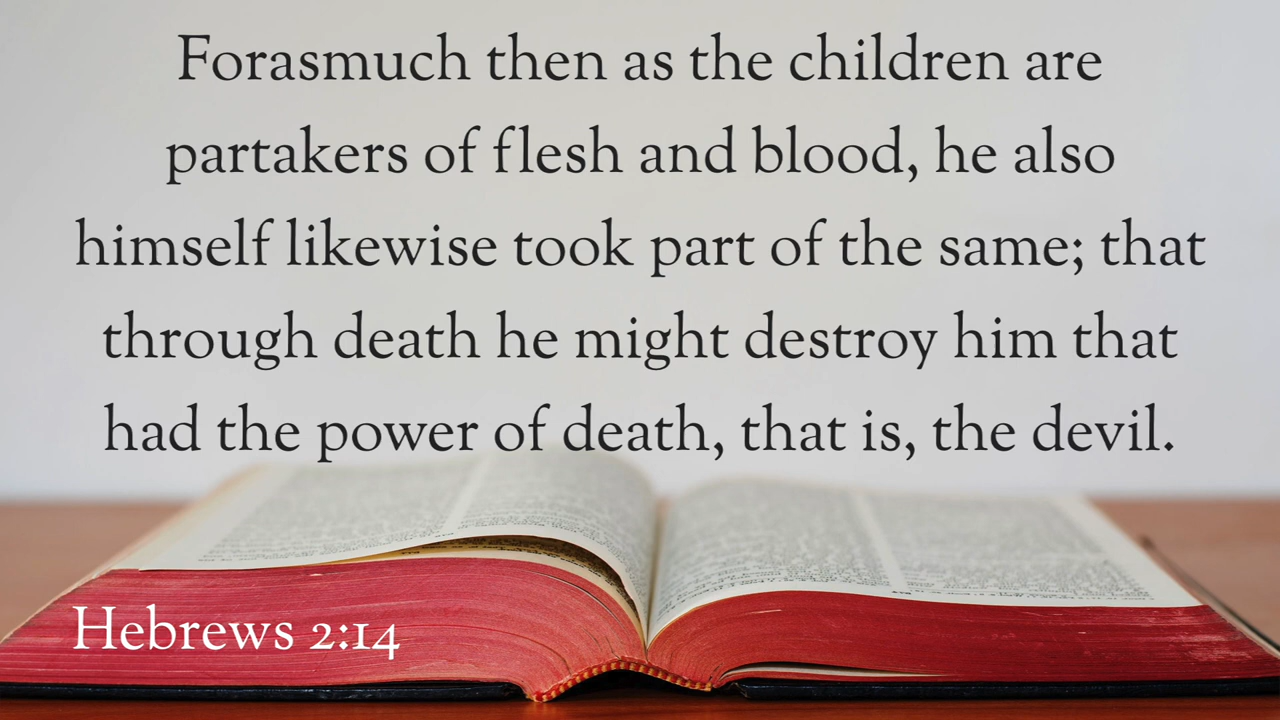 Forasmuch then as the children are
partakers of flesh and blood, he also
himself likewise took part of the same; that
through death he might destroy him that
had the power of death, that is, the devil.
Hebrews 2:14